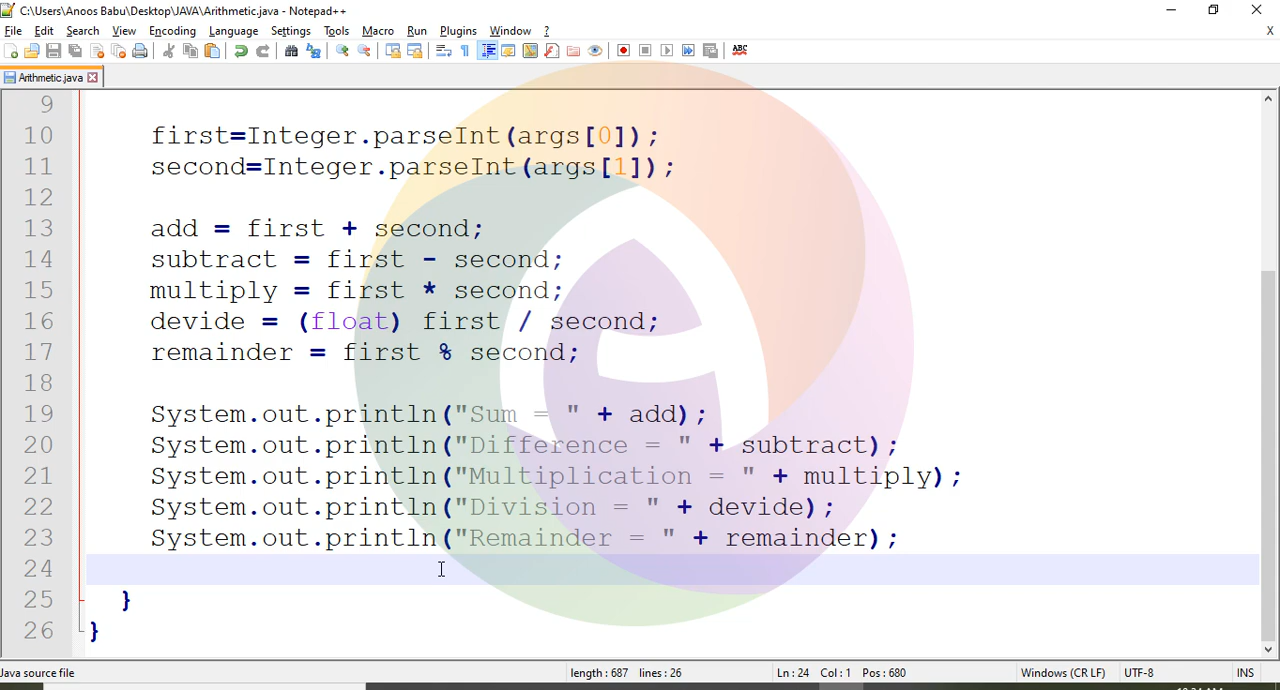 C:\Users\Anoos Babu\Desktop\JAVA\Arithmetic.java - Notepad++
File Edit Search View Encoding Language Settings Tools Macro Run Plugins Window ? X
ABC
Arithmetic.java
9
10 first=Integer.parseInt(args[0]);
11 second=Integer.parseInt(args[1]);
12
13 add = first + second;
14 subtract = first - second;
15 multiply = first * second;
16 devide = (float) first / second;
17 remainder = first % second;
18
19 System.out.println("Sum = " + add);
20 System.out.println("Difference = " + subtract);
21 System.out.println("Multiplication = " + multiply);
22 System.out.println("Division = " + devide);
23 System.out.println("Remainder = " + remainder);
24
25 }
26 }
Java source file length : 687 lines : 26 Ln : 24 Col : 1 Pos : 680 Windows (CR LF) UTF-8 INS